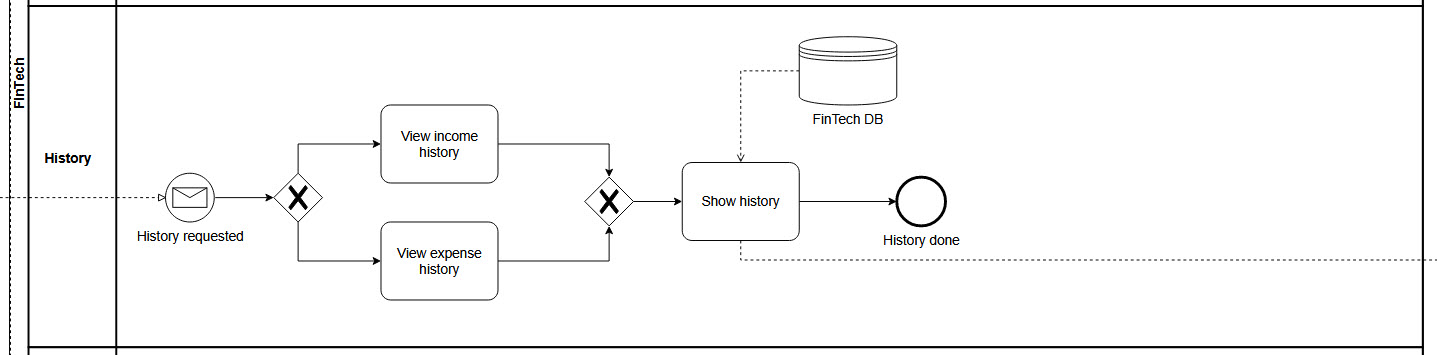 FinTech
History
History requested
View income
history
View expense
history
Show history
FinTech DB
History done